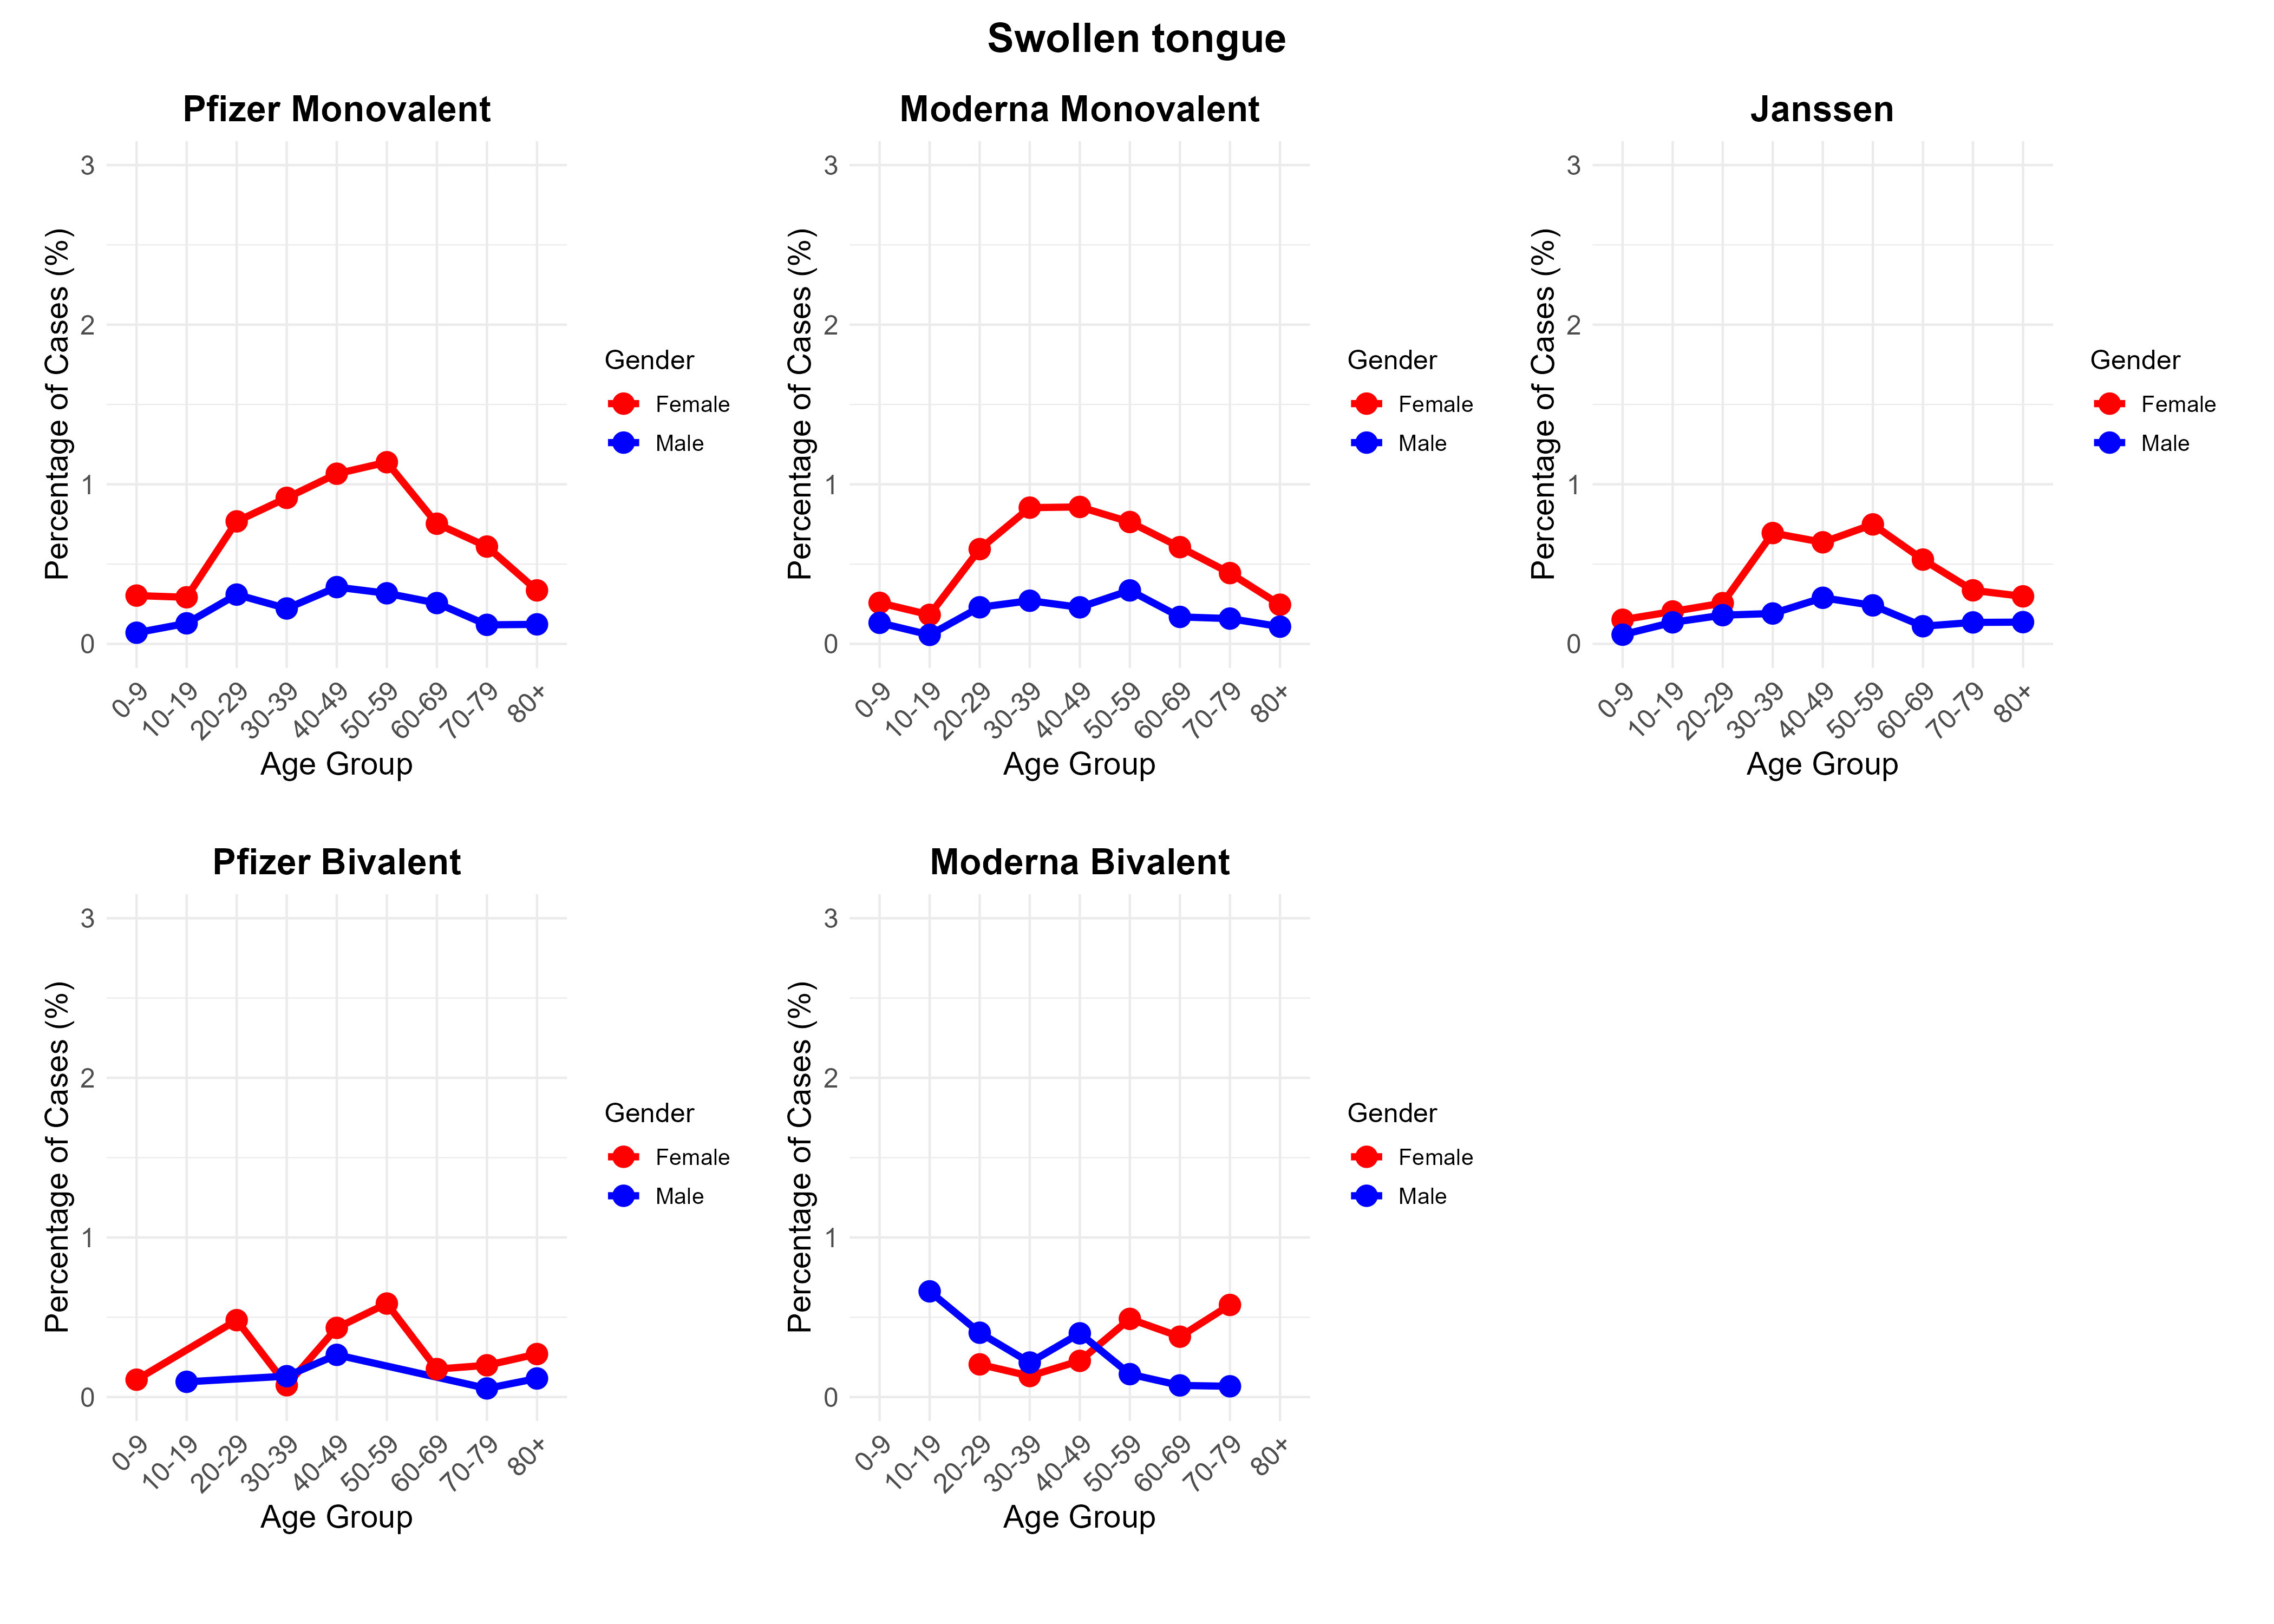 Swollen tongue
Pfizer Monovalent
Percentage of Cases (%)
3
2
1
0
0-9
10-19
20-29
30-39
40-49
50-59
60-69
70-79
80+
Age Group
Gender
Female
Male
Moderna Monovalent
Percentage of Cases (%)
3
2
1
0
0-9
10-19
20-29
30-39
40-49
50-59
60-69
70-79
80+
Age Group
Gender
Female
Male
Janssen
Percentage of Cases (%)
3
2
1
0
0-9
10-19
20-29
30-39
40-49
50-59
60-69
70-79
80+
Age Group
Gender
Female
Male
Pfizer Bivalent
Percentage of Cases (%)
3
2
1
0
0-9
10-19
20-29
30-39
40-49
50-59
60-69
70-79
80+
Age Group
Gender
Female
Male
Moderna Bivalent
Percentage of Cases (%)
3
2
1
0
0-9
10-19
20-29
30-39
40-49
50-59
60-69
70-79
80+
Age Group
Gender
Female
Male